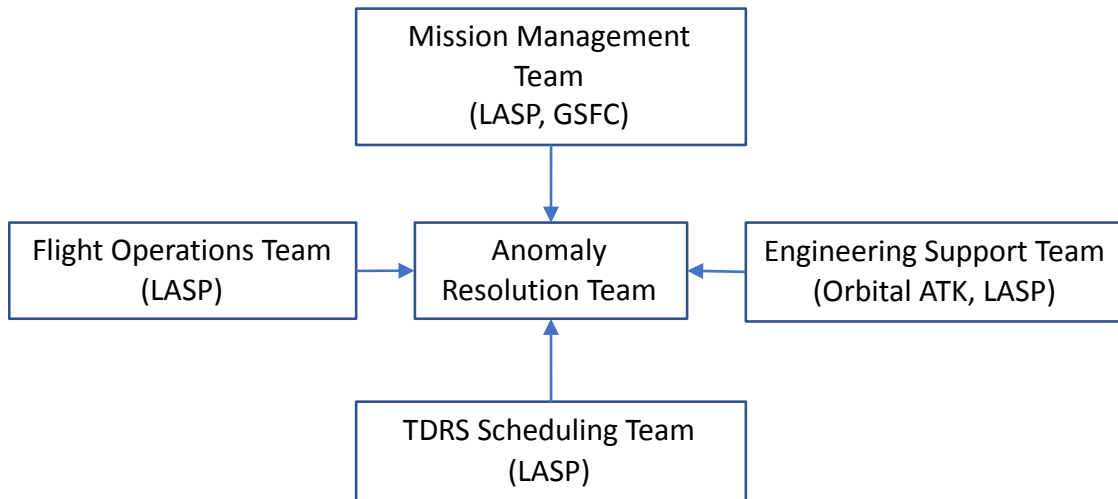 Mission Management
Team
(LASP, GSFC)
Flight Operations Team
(LASP)
Anomaly
Resolution Team
Engineering Support Team
(Orbital ATK, LASP)
TDRS Scheduling Team
(LASP)